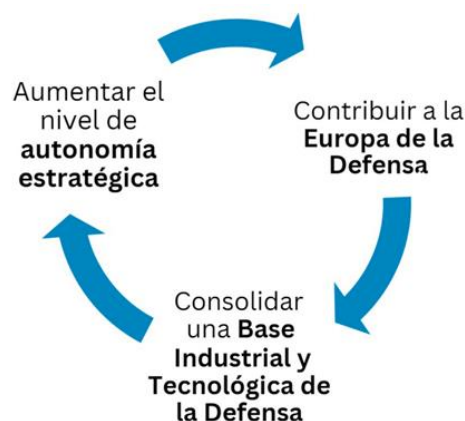 Aumentar el
nivel de
autonomía
estratégica
Contribuir a la
Europa de la
Defensa
Consolidar
una Base
Industrial y
Tecnológica de
la Defensa